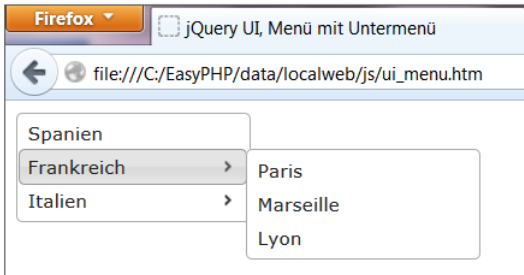 Firefox
jQuery UI, Menü mit Untermenü
file:///C:/EasyPHP/data/localweb/js/ui_menu.htm
Spanien
Frankreich
Italien
Paris
Marseille
Lyon